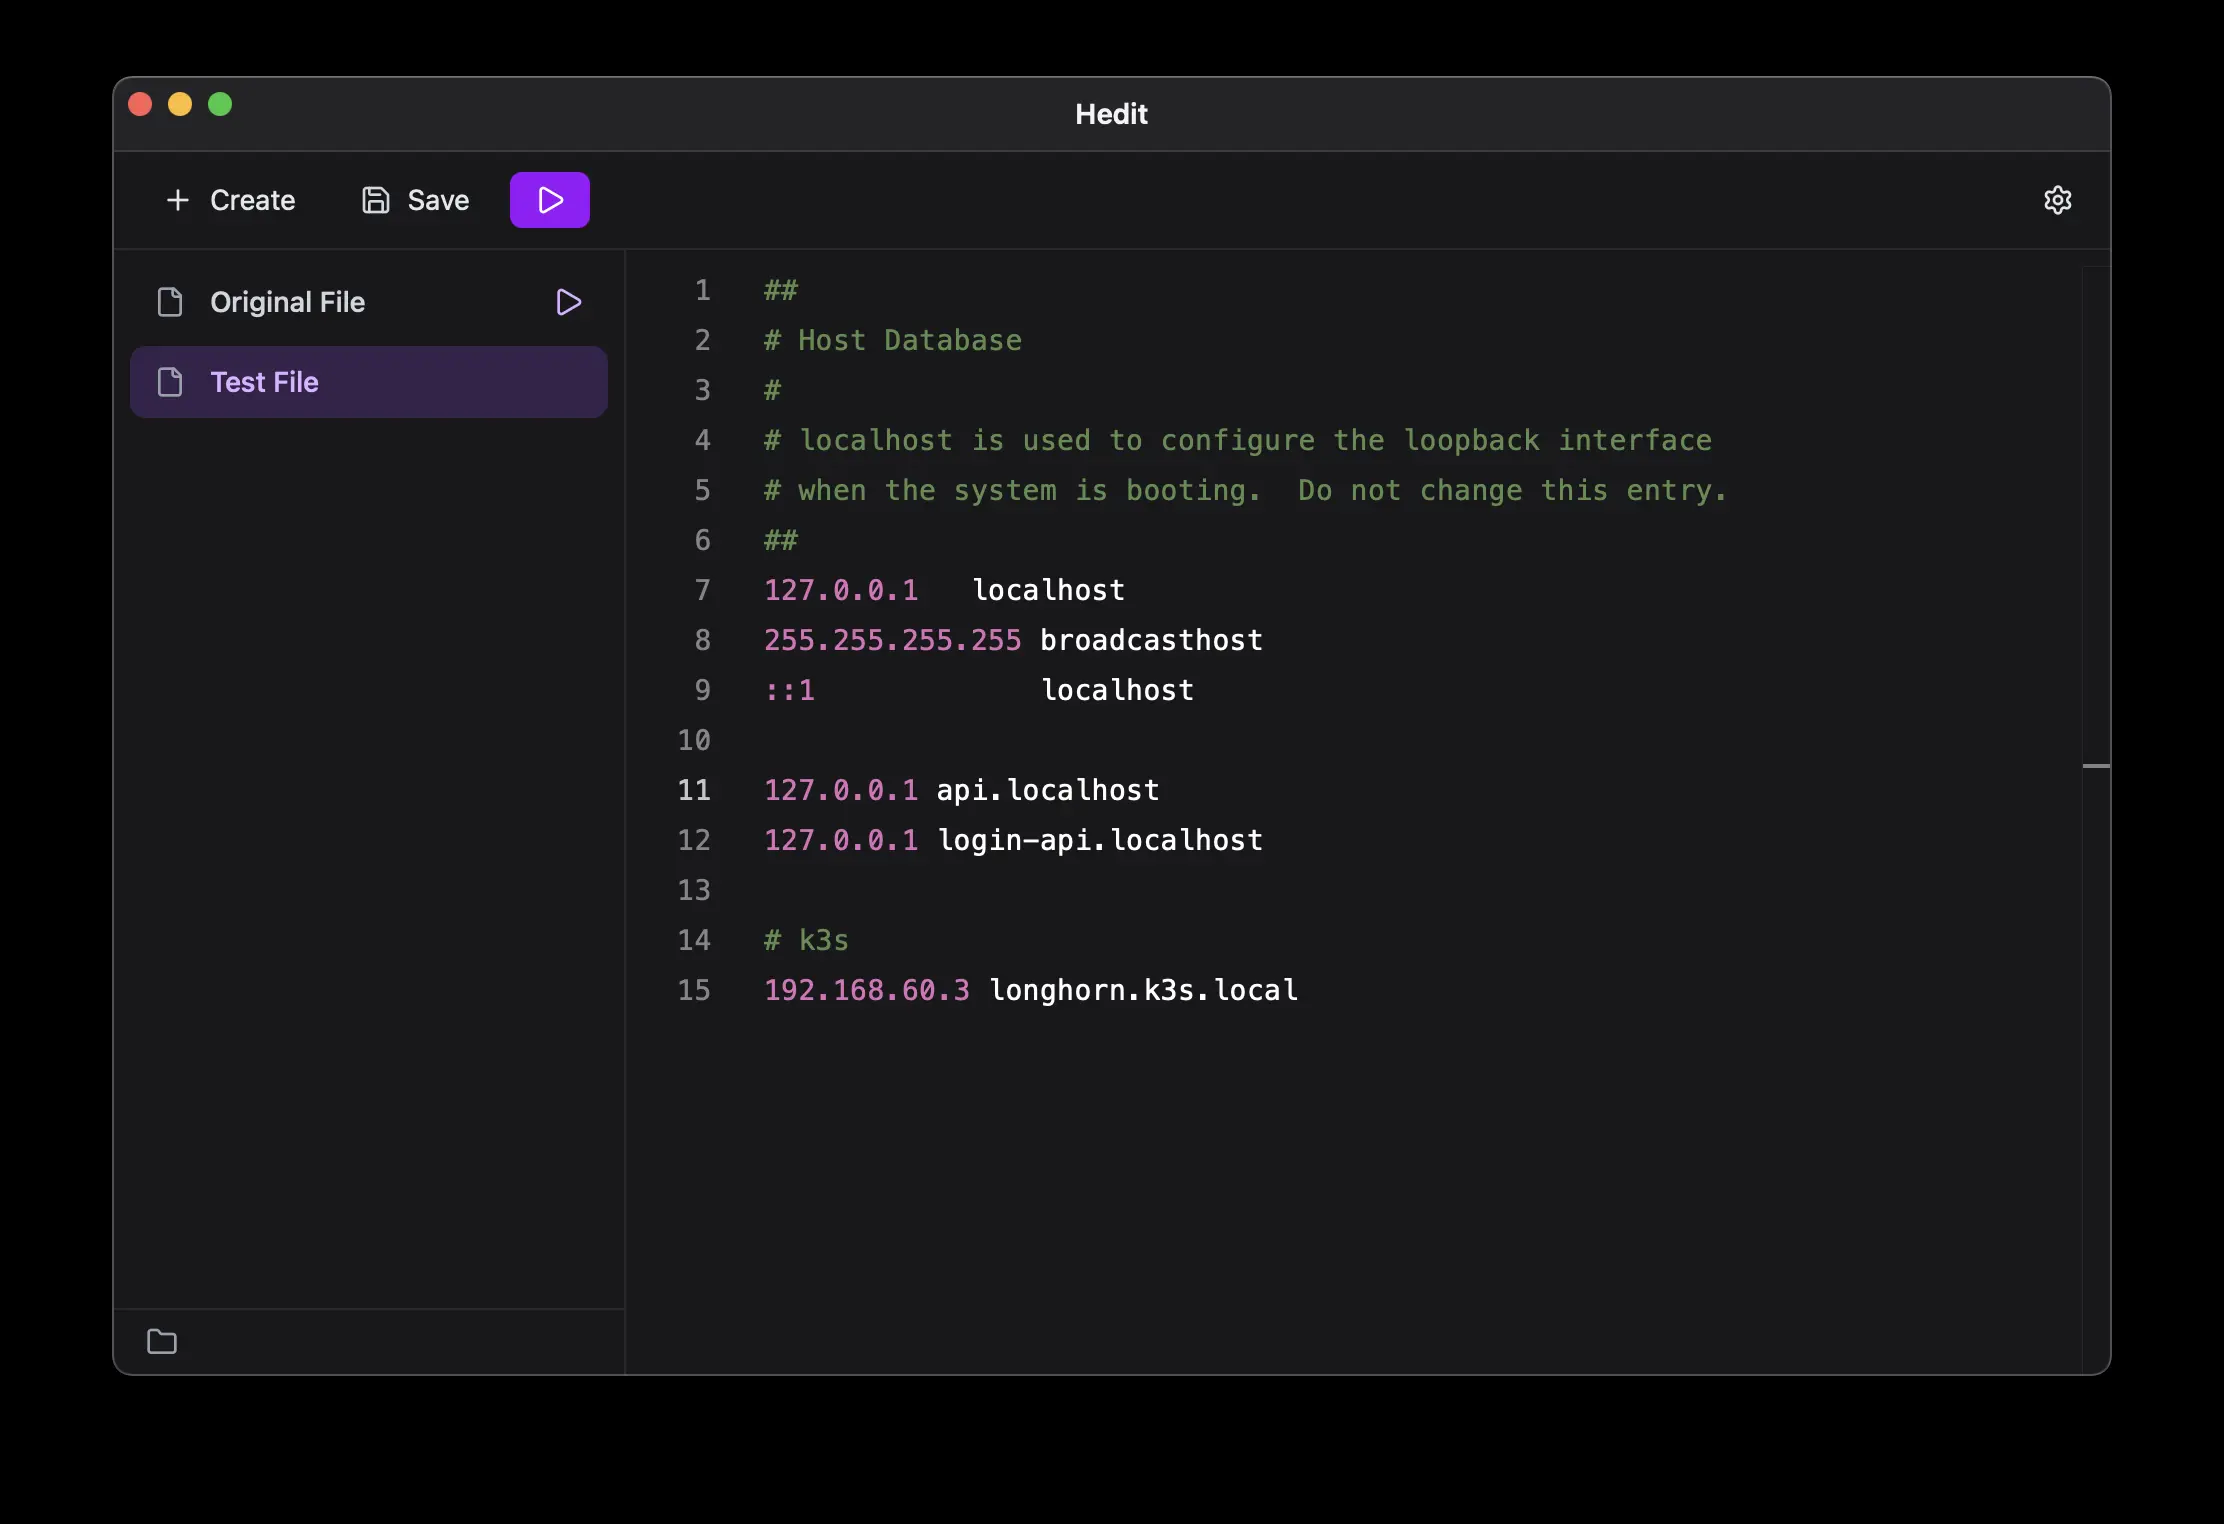 Hedit
Create Save
Original File
Test File
1 ##
2 # Host Database
3 #
4 # localhost is used to configure the loopback interface
5 # when the system is booting.  Do not change this entry.
6 ##
7 127.0.0.1   localhost
8 255.255.255.255 broadcasthost
9 ::1             localhost
10
11 127.0.0.1 api.localhost
12 127.0.0.1 login-api.localhost
13
14 # k3s
15 192.168.60.3 longhorn.k3s.local